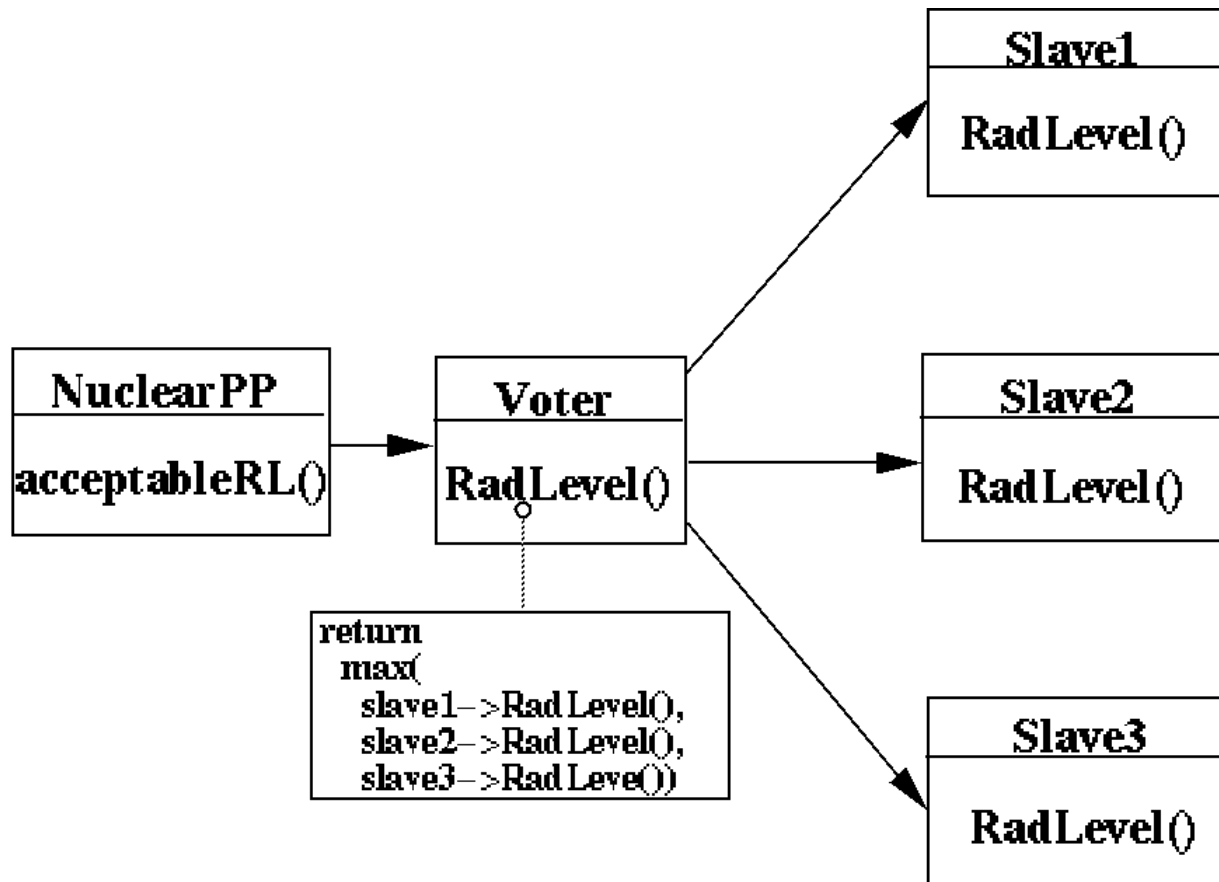 Slave1
RadLevel()
NuclearPP
acceptableRL()
Voter
RadLevel()
Slave2
RadLevel()
return
max(
slave1->RadLevel(),
slave2->RadLevel(),
slave3->RadLeve())
Slave3
RadLevel()